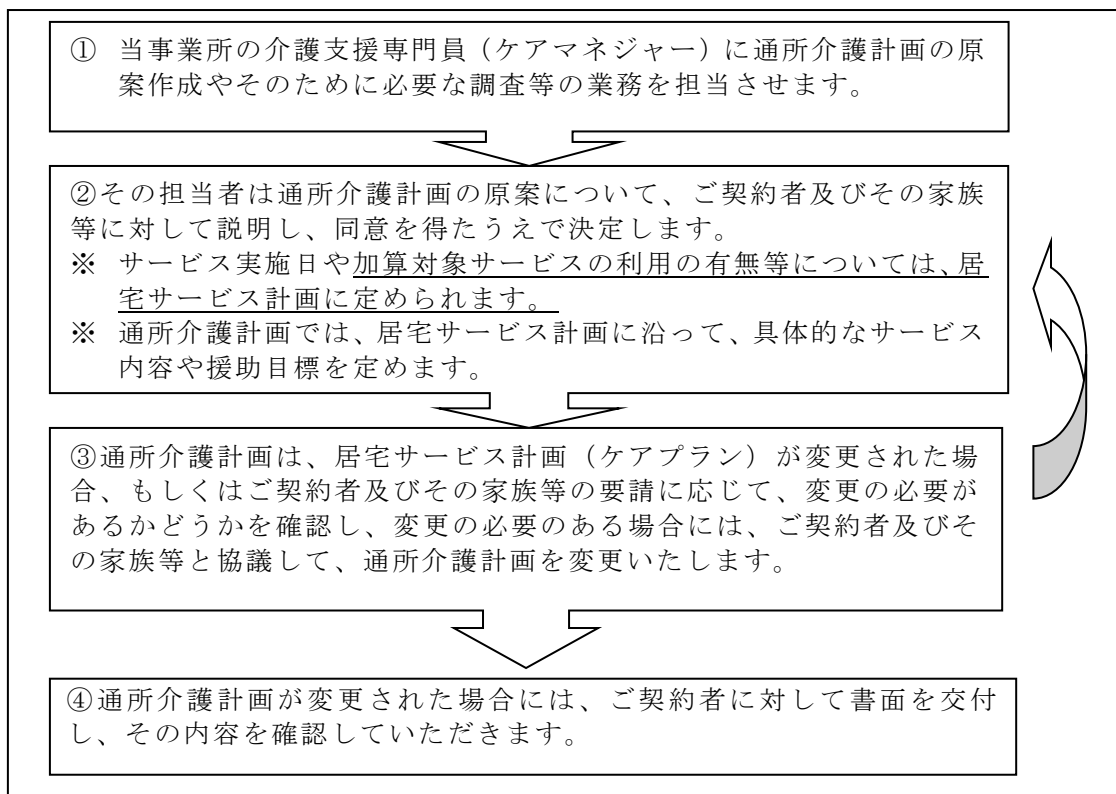 ① 当事業所の介護支援専門員（ケアマネジャー）に通所介護計画の原
案作成やそのために必要な調査等の業務を担当させます。
②その担当者は通所介護計画の原案について、ご契約者及びその家族
等に対して説明し、同意を得たうえで決定します。
※ サービス実施日や加算対象サービスの利用の有無等については、居
宅サービス計画に定められます。
※ 通所介護計画では、居宅サービス計画に沿って、具体的なサービス
内容や援助目標を定めます。
③通所介護計画は、居宅サービス計画（ケアプラン）が変更された場
合、もしくはご契約者及びその家族等の要請に応じて、変更の必要が
あるかどうかを確認し、変更の必要のある場合には、ご契約者及びそ
の家族等と協議して、通所介護計画を変更いたします。
④通所介護計画が変更された場合には、ご契約者に対して書面を交付
し、その内容を確認していただきます。